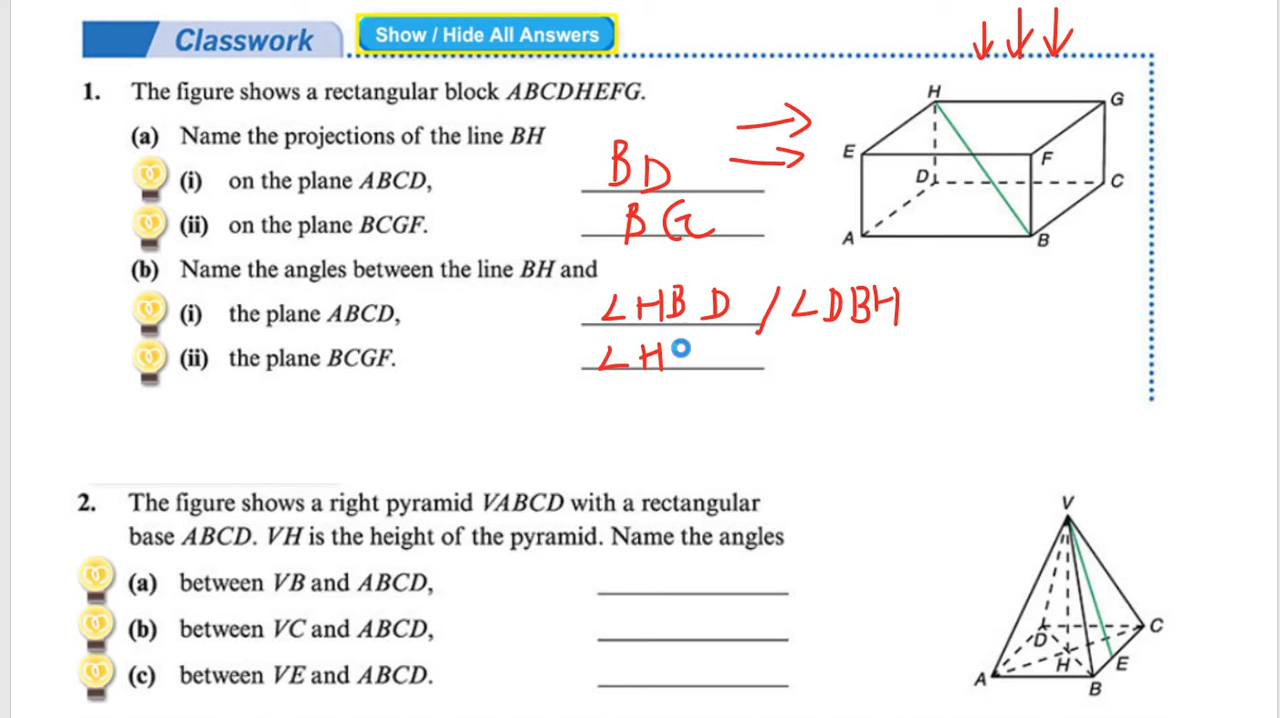 Classwork
Show / Hide All Answers
1. The figure shows a rectangular block ABCDHEFG.
(a) Name the projections of the line BH
(i) on the plane ABCD, BD
(ii) on the plane BCGF. BG
(b) Name the angles between the line BH and
(i) the plane ABCD, ∠HBD / ∠DBH
(ii) the plane BCGF. ∠H
H
G
E
F
D
C
A
B
2. The figure shows a right pyramid VABCD with a rectangular
base ABCD. VH is the height of the pyramid. Name the angles
(a) between VB and ABCD,
(b) between VC and ABCD,
(c) between VE and ABCD.
V
C
D
H
E
A
B